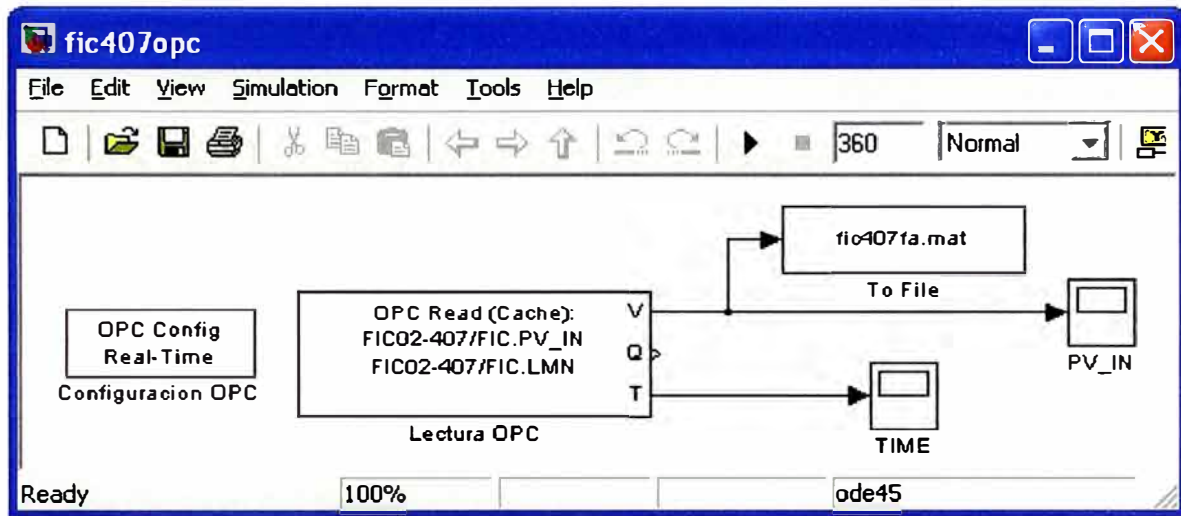 fic407opc
File Edit View Simulation Format Tools Help
360 Normal
fic407fa.mat
To File
OPC Config
Real-Time
Configuracion OPC
OPC Read (Cache):
FIC02-407/FIC.PV_IN
FIC02-407/FIC.LMN
V
Q
T
Lectura OPC
PV_IN
TIME
Ready 100% ode45